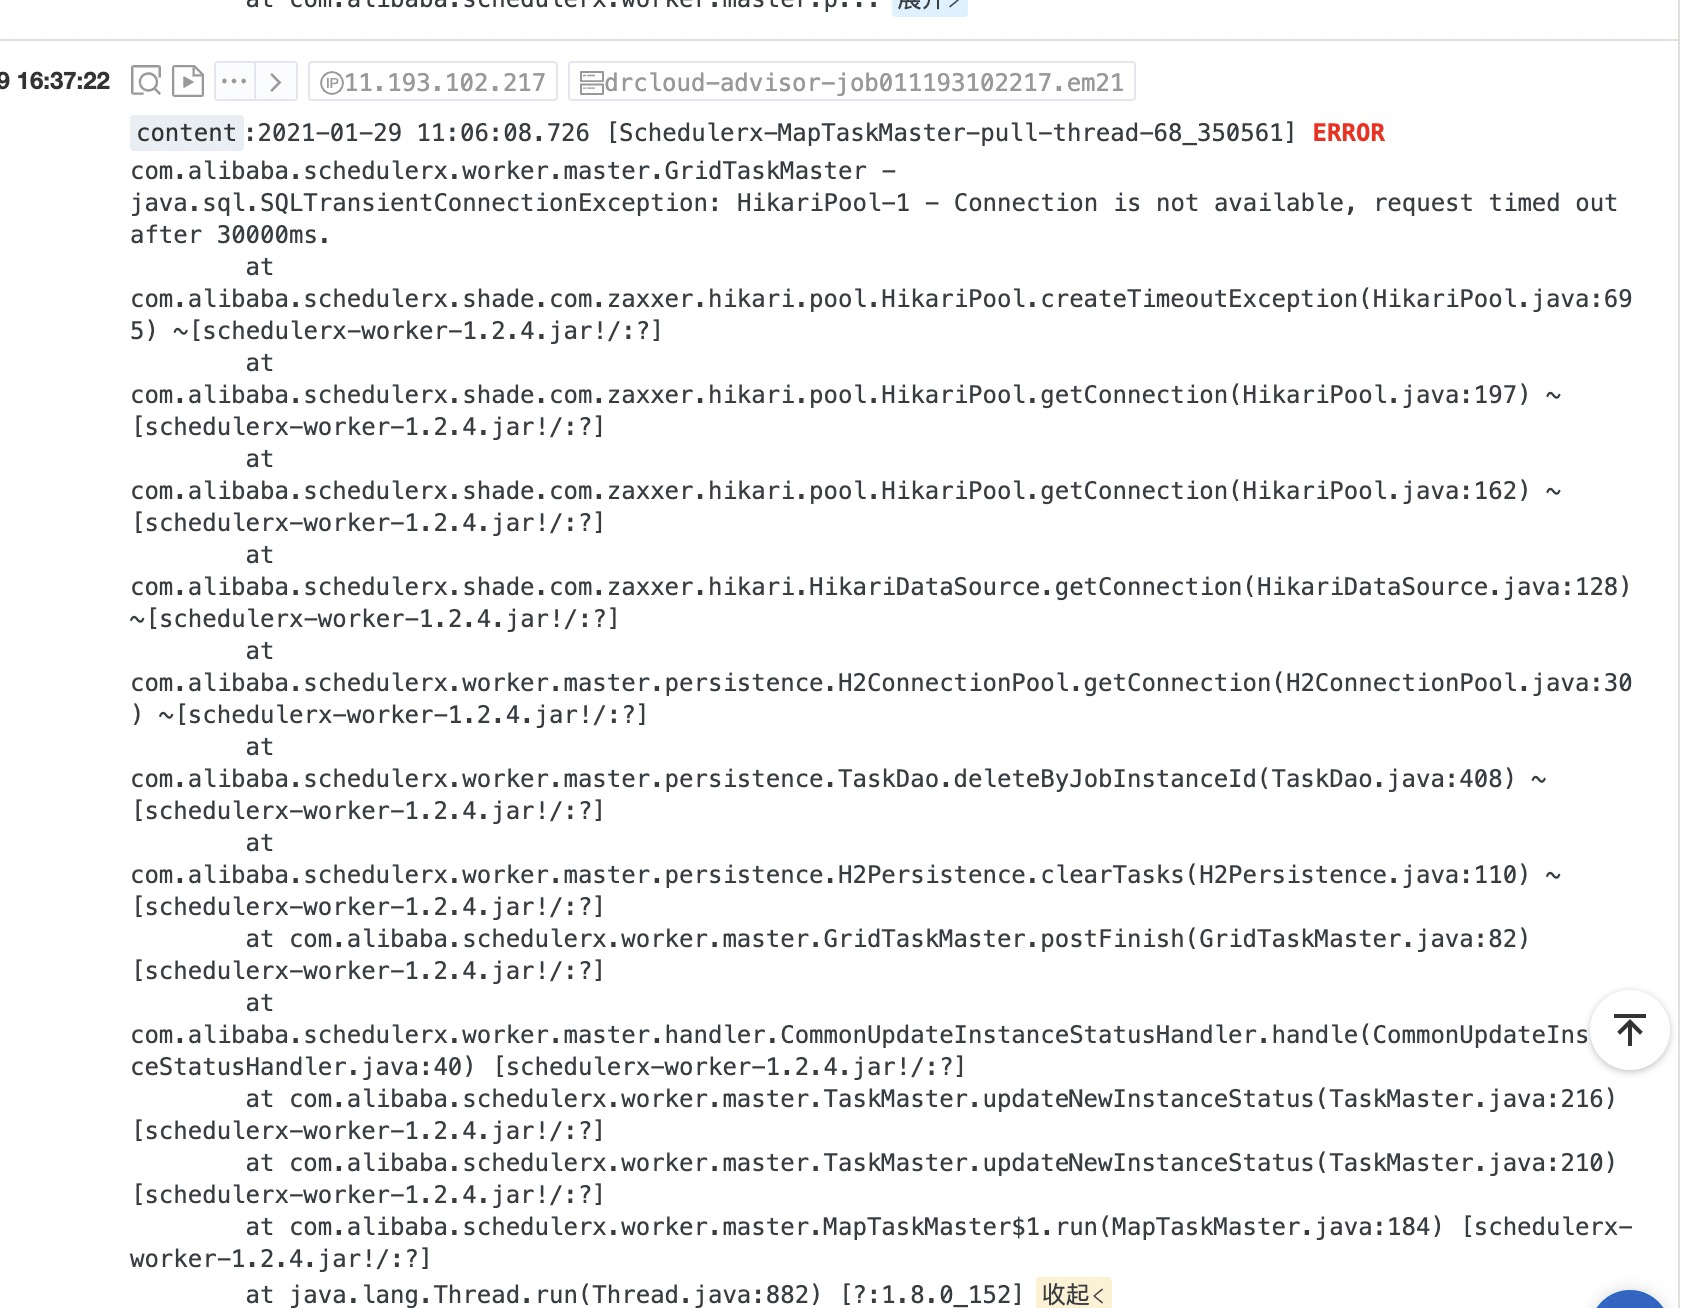 at com.alibaba.schedulerx.worker.master.p... 展开>
9 16:37:22 ··· > IP 11.193.102.217 drcloud-advisor-job011193102217.em21
content:2021-01-29 11:06:08.726 [Schedulerx-MapTaskMaster-pull-thread-68_350561] ERROR
com.alibaba.schedulerx.worker.master.GridTaskMaster -
java.sql.SQLTransientConnectionException: HikariPool-1 - Connection is not available, request timed out
after 30000ms.
at
com.alibaba.schedulerx.shade.com.zaxxer.hikari.pool.HikariPool.createTimeoutException(HikariPool.java:69
5) ~[schedulerx-worker-1.2.4.jar!/:?]
at
com.alibaba.schedulerx.shade.com.zaxxer.hikari.pool.HikariPool.getConnection(HikariPool.java:197) ~
[schedulerx-worker-1.2.4.jar!/:?]
at
com.alibaba.schedulerx.shade.com.zaxxer.hikari.pool.HikariPool.getConnection(HikariPool.java:162) ~
[schedulerx-worker-1.2.4.jar!/:?]
at
com.alibaba.schedulerx.shade.com.zaxxer.hikari.HikariDataSource.getConnection(HikariDataSource.java:128)
~[schedulerx-worker-1.2.4.jar!/:?]
at
com.alibaba.schedulerx.worker.master.persistence.H2ConnectionPool.getConnection(H2ConnectionPool.java:30
) ~[schedulerx-worker-1.2.4.jar!/:?]
at
com.alibaba.schedulerx.worker.master.persistence.TaskDao.deleteByJobInstanceId(TaskDao.java:408) ~
[schedulerx-worker-1.2.4.jar!/:?]
at
com.alibaba.schedulerx.worker.master.persistence.H2Persistence.clearTasks(H2Persistence.java:110) ~
[schedulerx-worker-1.2.4.jar!/:?]
at com.alibaba.schedulerx.worker.master.GridTaskMaster.postFinish(GridTaskMaster.java:82)
[schedulerx-worker-1.2.4.jar!/:?]
at
com.alibaba.schedulerx.worker.master.handler.CommonUpdateInstanceStatusHandler.handle(CommonUpdateIns
ceStatusHandler.java:40) [schedulerx-worker-1.2.4.jar!/:?]
at com.alibaba.schedulerx.worker.master.TaskMaster.updateNewInstanceStatus(TaskMaster.java:216)
[schedulerx-worker-1.2.4.jar!/:?]
at com.alibaba.schedulerx.worker.master.TaskMaster.updateNewInstanceStatus(TaskMaster.java:210)
[schedulerx-worker-1.2.4.jar!/:?]
at com.alibaba.schedulerx.worker.master.MapTaskMaster$1.run(MapTaskMaster.java:184) [schedulerx-
worker-1.2.4.jar!/:?]
at java.lang.Thread.run(Thread.java:882) [?:1.8.0_152] 收起<